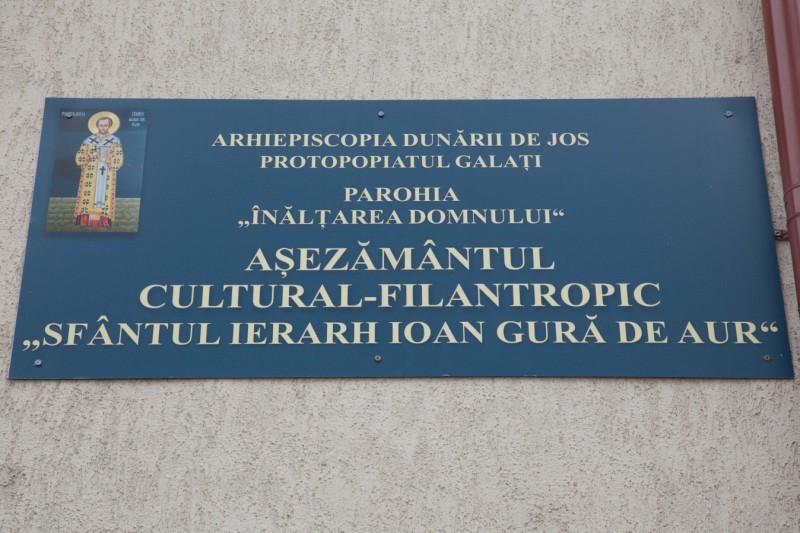 ARHIEPISCOPIA DUNĂRII DE JOS
PROTOPOPIATUL GALAȚI
PAROHIA
„ÎNĂLȚAREA DOMNULUI“
AȘEZĂMÂNTUL
CULTURAL-FILANTROPIC
„SFÂNTUL IERARH IOAN GURĂ DE AUR“